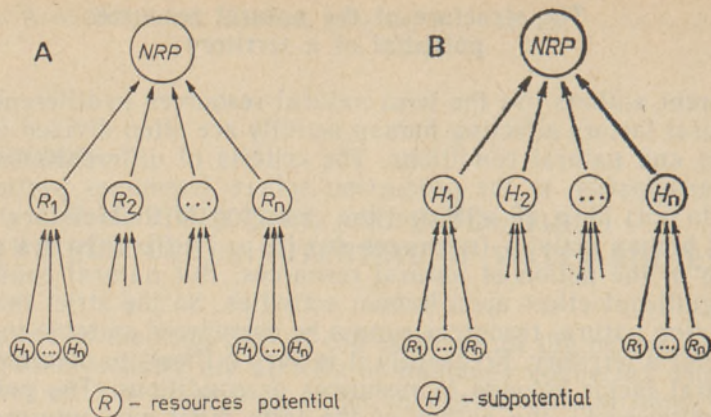 A
NRP
B
NRP
R1 R2 ... Rn
H1 H2 ... Hn
H1 ... Hn H1 ... Hn
R1 ... Rn R1 ... Rn
R - resources potential
H - subpotential